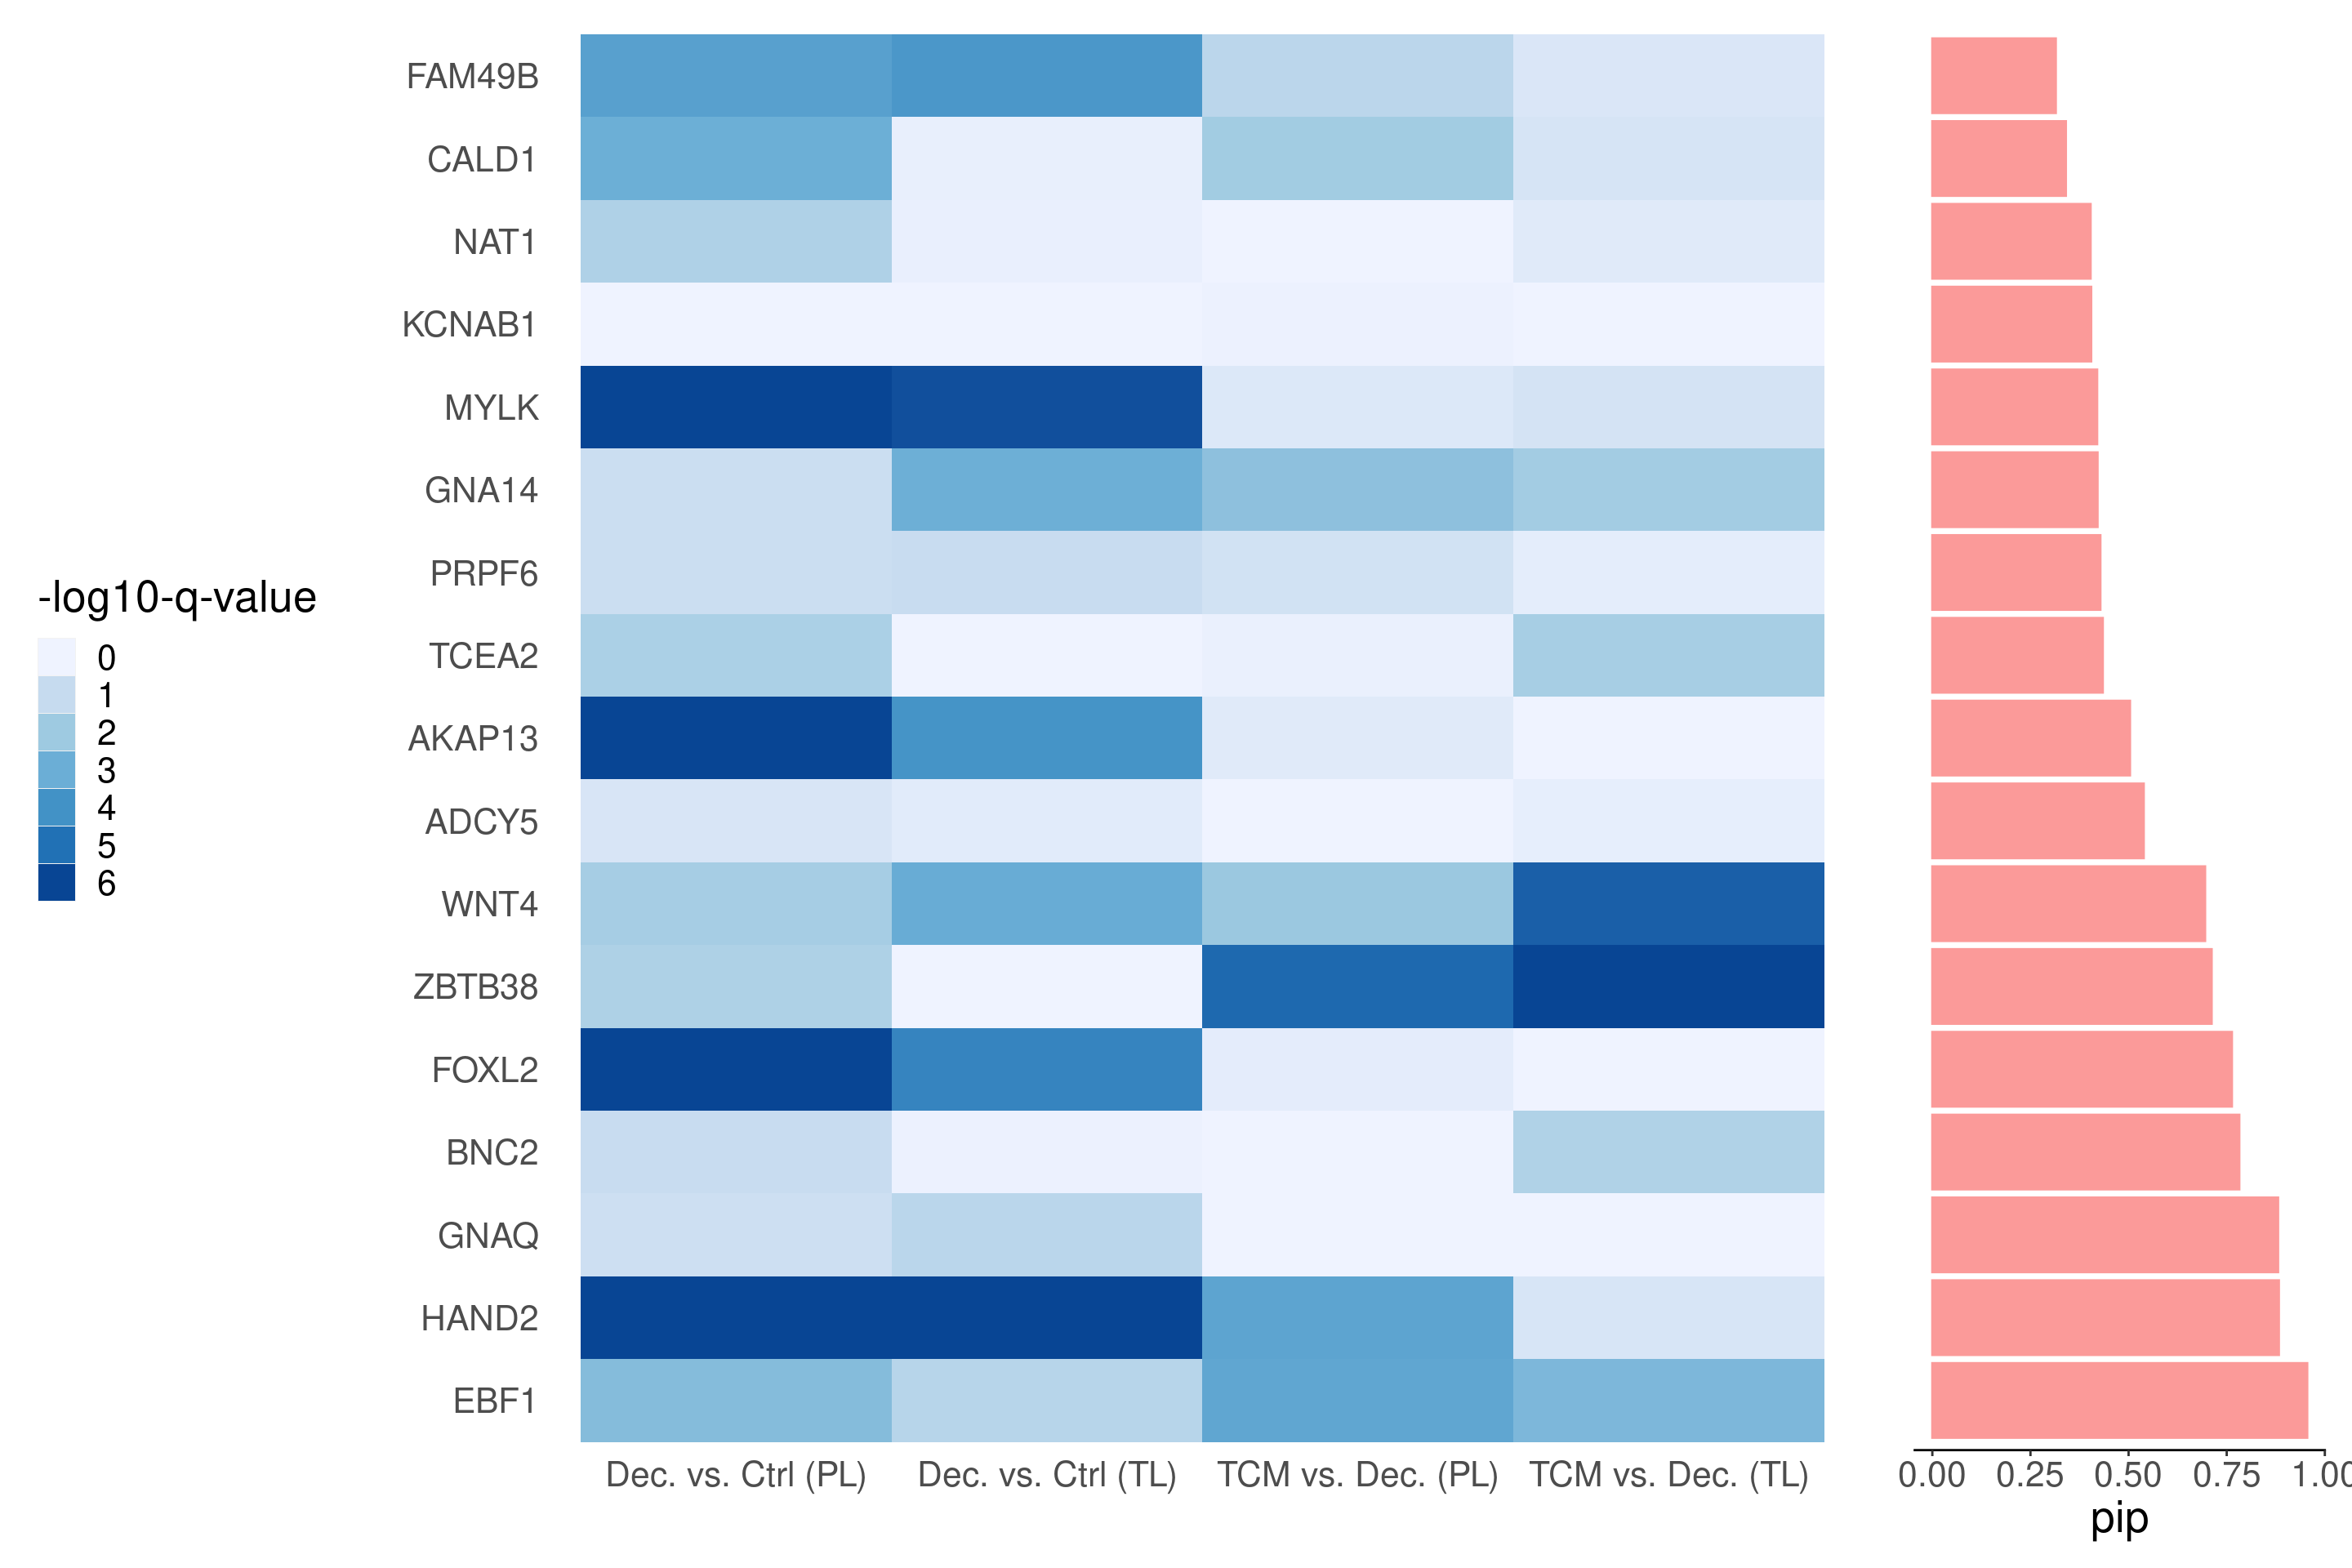 FAM49B
CALD1
NAT1
KCNAB1
MYLK
GNA14
PRPF6
TCEA2
AKAP13
ADCY5
WNT4
ZBTB38
FOXL2
BNC2
GNAQ
HAND2
EBF1
-log10-q-value
0
1
2
3
4
5
6
Dec. vs. Ctrl (PL) Dec. vs. Ctrl (TL) TCM vs. Dec. (PL) TCM vs. Dec. (TL)
0.00 0.25 0.50 0.75 1.00
pip